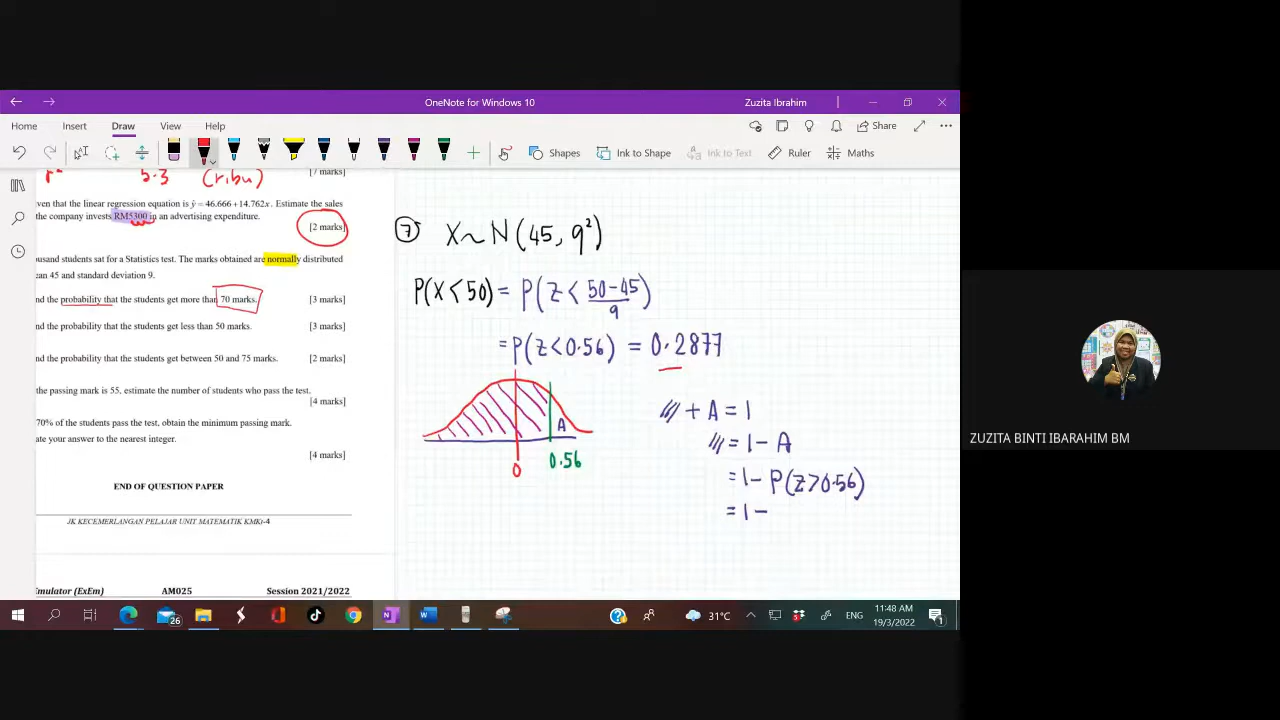 OneNote for Windows 10
Zuzita Ibrahim
Home Insert Draw View Help
Share
Shapes
Ink to Shape
Ink to Text
Ruler
Maths
5.3 (ribu)
[7 marks]
ven that the linear regression equation is ŷ = 46.666 + 14.762x. Estimate the sales
the company invests RM5300 in an advertising expenditure.
[2 marks]
ousand students sat for a Statistics test. The marks obtained are normally distributed
an 45 and standard deviation 9.
nd the probability that the students get more than 70 marks. [3 marks]
nd the probability that the students get less than 50 marks. [3 marks]
nd the probability that the students get between 50 and 75 marks. [2 marks]
the passing mark is 55, estimate the number of students who pass the test.
[4 marks]
70% of the students pass the test, obtain the minimum passing mark.
ate your answer to the nearest integer.
[4 marks]
END OF QUESTION PAPER
JK KECEMERLANGAN PELAJAR UNIT MATEMATIK KMKt-4
Emulator (ExEm) AM025 Session 2021/2022
7 X ~ N(45, 9²)
P(X < 50) = P(Z < 50-45/9)
= P(Z < 0.56) = 0.2877
A
0
0.56
/// + A = 1
/// = 1 - A
= 1 - P(Z > 0.56)
= 1 -
ZUZITA BINTI IBARAHIM BM
26
31°C
ENG
11:48 AM
19/3/2022
1